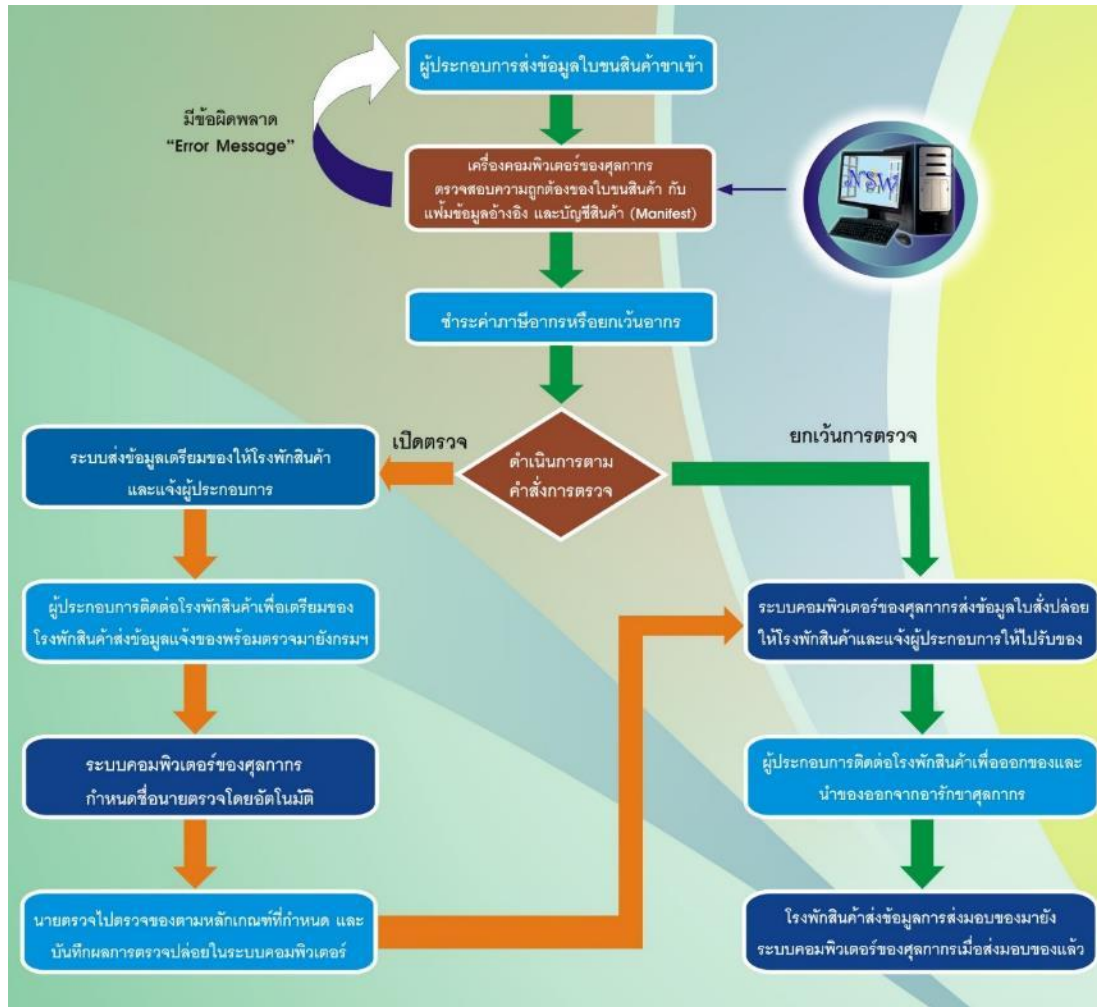 ผู้ประกอบการส่งข้อมูลใบขนสินค้าขาเข้า
มีข้อผิดพลาด
“Error Message”
เครื่องคอมพิวเตอร์ของศุลกากร
ตรวจสอบความถูกต้องของใบขนสินค้า กับ
แฟ้มข้อมูลอ้างอิง และบัญชีสินค้า (Manifest)
NSW
ชำระค่าภาษีอากรหรือยกเว้นอากร
เปิดตรวจ
ยกเว้นการตรวจ
ดำเนินการตาม
คำสั่งการตรวจ
ระบบส่งข้อมูลเตรียมของให้โรงพักสินค้า
และแจ้งผู้ประกอบการ
ผู้ประกอบการติดต่อโรงพักสินค้าเพื่อเตรียมของ
โรงพักสินค้าส่งข้อมูลแจ้งของพร้อมตรวจมายังกรมฯ
ระบบคอมพิวเตอร์ของศุลกากร
กำหนดชื่อนายตรวจโดยอัตโนมัติ
นายตรวจไปตรวจของตามหลักเกณฑ์ที่กำหนด และ
บันทึกผลการตรวจปล่อยในระบบคอมพิวเตอร์
ระบบคอมพิวเตอร์ของศุลกากรส่งข้อมูลใบสั่งปล่อย
ให้โรงพักสินค้าและแจ้งผู้ประกอบการให้ไปรับของ
ผู้ประกอบการติดต่อโรงพักสินค้าเพื่อออกของและ
นำของออกจากอารักขาศุลกากร
โรงพักสินค้าส่งข้อมูลการส่งมอบของมายัง
ระบบคอมพิวเตอร์ของศุลกากรเมื่อส่งมอบของแล้ว